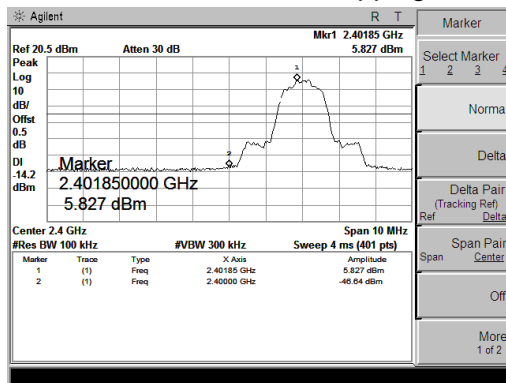 Agilent R T
Mkr1 2.40185 GHz
Ref 20.5 dBm Atten 30 dB 5.827 dBm
Peak
Log
10
dB/
Offst
0.5
dB
DI
-14.2
dBm
1
2
Marker
2.401850000 GHz
5.827 dBm
Center 2.4 GHz Span 10 MHz
#Res BW 100 kHz #VBW 300 kHz Sweep 4 ms (401 pts)
Marker Trace Type X Axis Amplitude
1 (1) Freq 2.40185 GHz 5.827 dBm
2 (1) Freq 2.40000 GHz -46.64 dBm
Marker
Select Marker
1 2 3 4
Norma
Delta
Delta Pair
(Tracking Ref)
Ref Delta
Span Pair
Span Center
Off
More
1 of 2